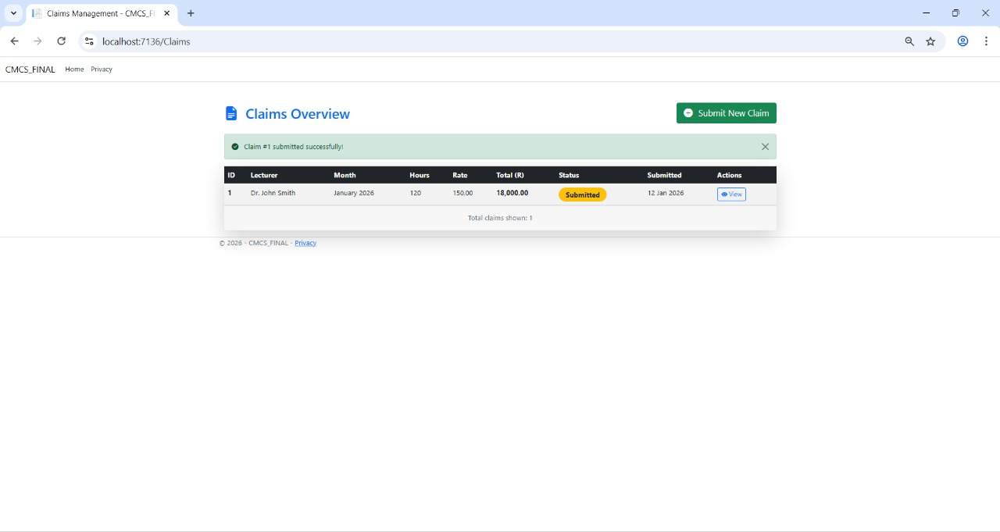 Claims Management - CMCS_FI
localhost:7136/Claims
CMCS_FINAL Home Privacy
Claims Overview
Submit New Claim
Claim #1 submitted successfully!
ID Lecturer Month Hours Rate Total (R) Status Submitted Actions
1 Dr. John Smith January 2026 120 150.00 18,000.00 Submitted 12 Jan 2026 View
Total claims shown: 1
© 2026 - CMCS_FINAL - Privacy